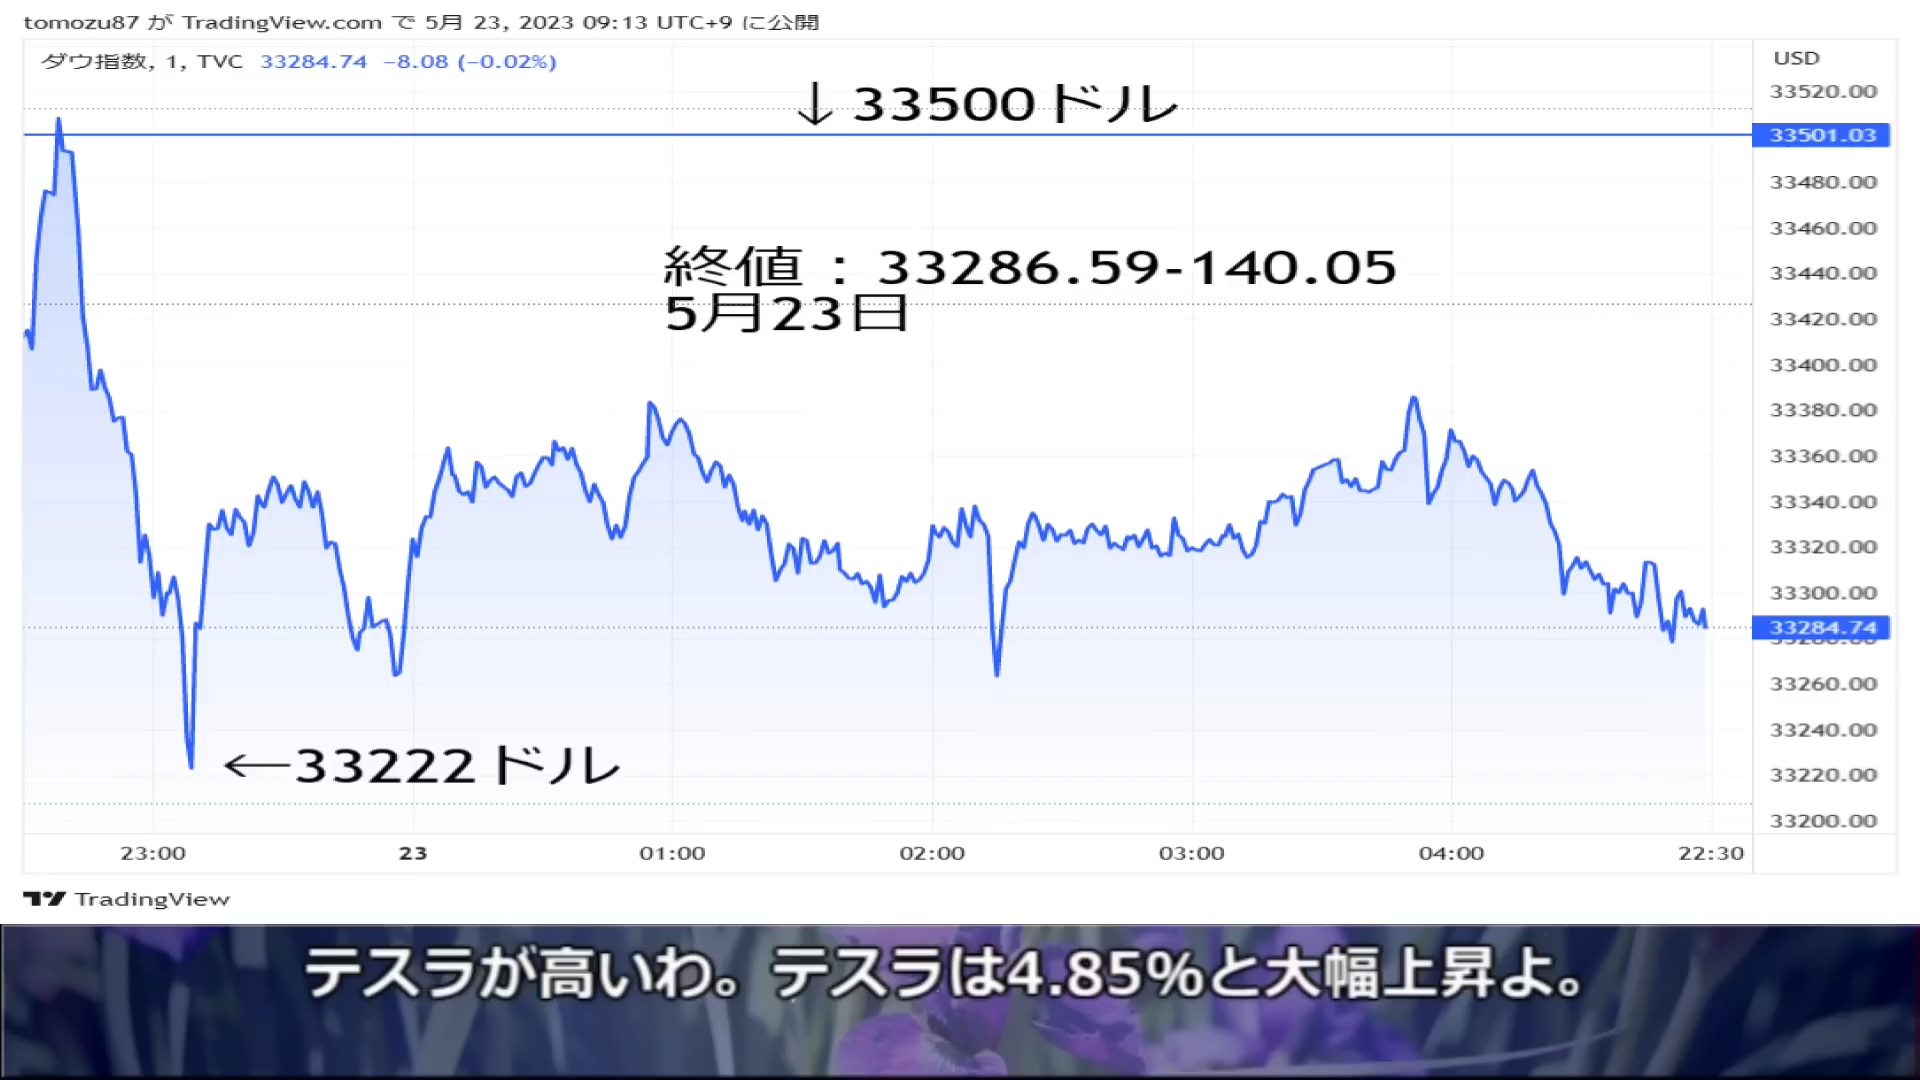 tomozu87 が TradingView.com で 5月 23, 2023 09:13 UTC+9 に公開
ダウ指数, 1, TVC 33284.74 −8.08 (−0.02%)
USD
↓33500ドル
33520.00
33501.03
33480.00
33460.00
終値：33286.59-140.05
33440.00
5月23日
33420.00
33400.00
33380.00
33360.00
33340.00
33320.00
33300.00
33284.74
33260.00
33240.00
←33222ドル
33220.00
33200.00
23:00 23 01:00 02:00 03:00 04:00 22:30
TradingView
テスラが高いわ。テスラは4.85%と大幅上昇よ。